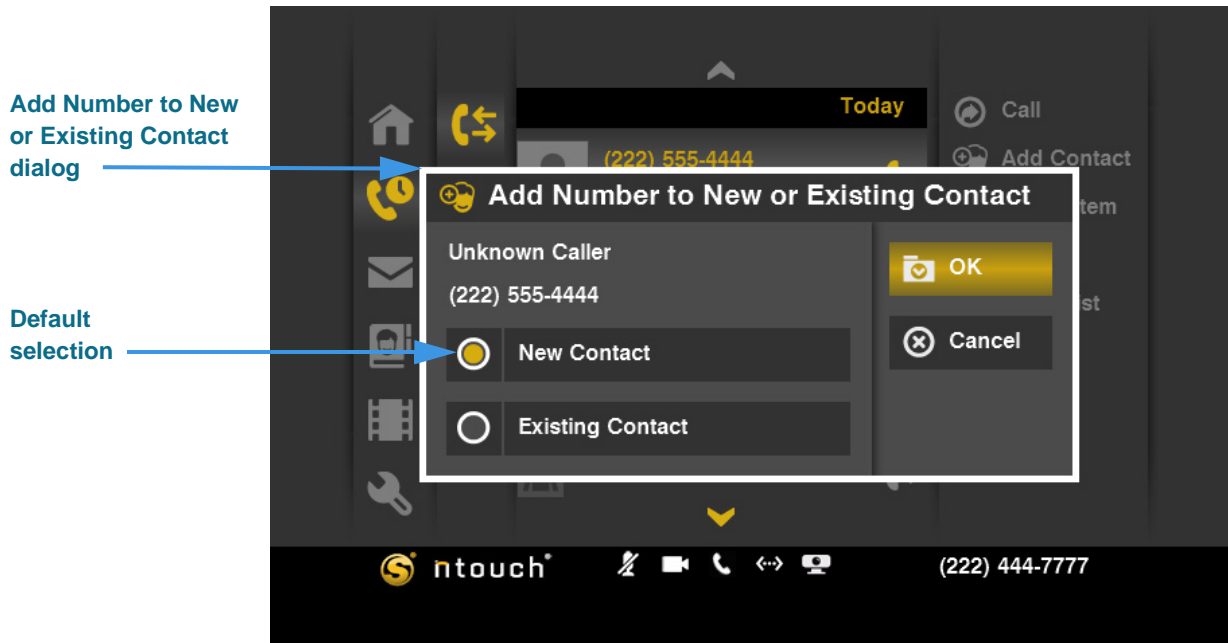 Add Number to New
or Existing Contact
dialog
Default
selection
Today
(222) 555-4444
Call
Add Contact
tem
st
Add Number to New or Existing Contact
Unknown Caller
(222) 555-4444
New Contact
Existing Contact
OK
Cancel
ntouch
(222) 444-7777